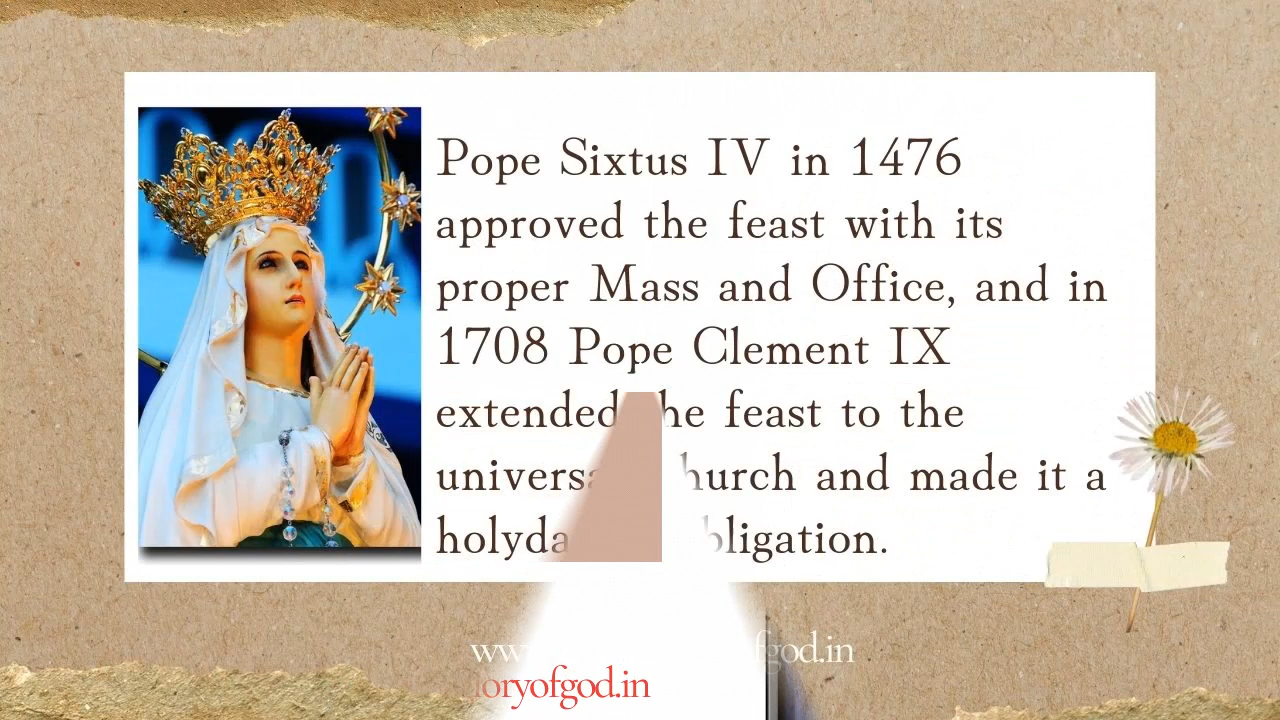 Pope Sixtus IV in 1476
approved the feast with its
proper Mass and Office, and in
1708 Pope Clement IX
extended he feast to the
univers hurch and made it a
holyda bligation.
ww fgod.in
loryofgod.in